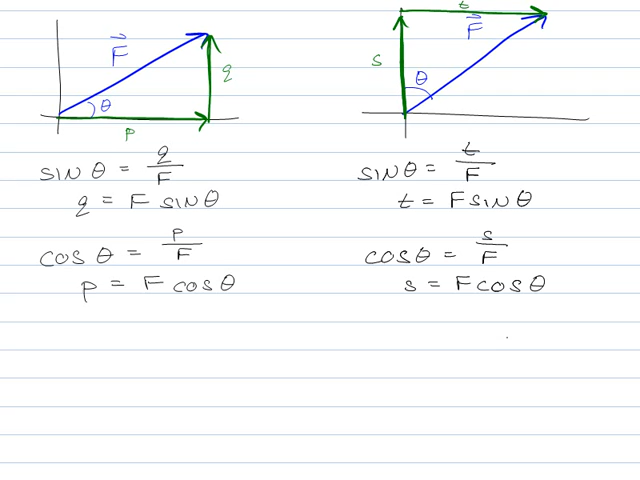 F⃗ θ p q
t F⃗ s θ
SIN θ = q/F
q = F SIN θ
COS θ = p/F
p = F COS θ
SIN θ = t/F
t = F SIN θ
COS θ = s/F
s = F COS θ